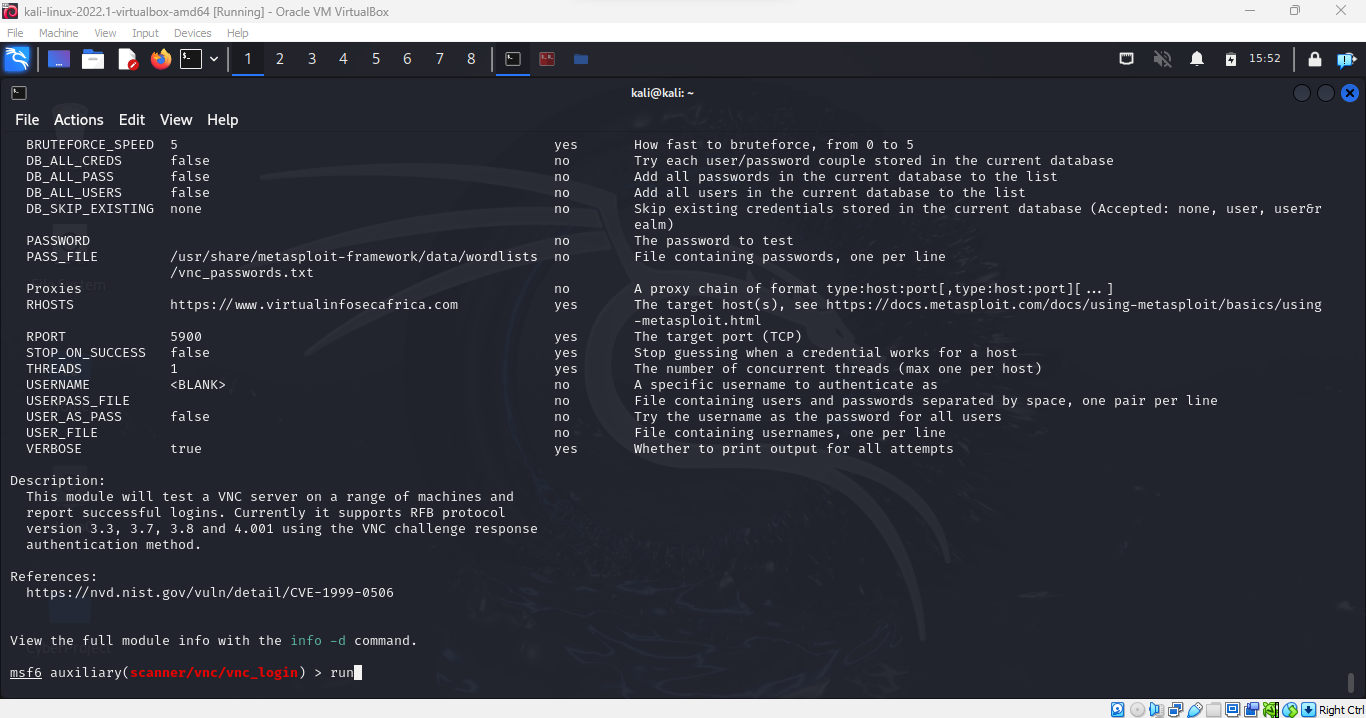 kali-linux-2022.1-virtualbox-amd64 [Running] - Oracle VM VirtualBox
File Machine View Input Devices Help
1 2 3 4 5 6 7 8 15:52
kali@kali: ~
File Actions Edit View Help
BRUTEFORCE_SPEED 5 yes How fast to bruteforce, from 0 to 5
DB_ALL_CREDS false no Try each user/password couple stored in the current database
DB_ALL_PASS false no Add all passwords in the current database to the list
DB_ALL_USERS false no Add all users in the current database to the list
DB_SKIP_EXISTING none no Skip existing credentials stored in the current database (Accepted: none, user, user&r
ealm)
PASSWORD no The password to test
PASS_FILE /usr/share/metasploit-framework/data/wordlists no File containing passwords, one per line
/vnc_passwords.txt
Proxies no A proxy chain of format type:host:port[,type:host:port][...]
RHOSTS https://www.virtualinfosecafrica.com yes The target host(s), see https://docs.metasploit.com/docs/using-metasploit/basics/using
-metasploit.html
RPORT 5900 yes The target port (TCP)
STOP_ON_SUCCESS false yes Stop guessing when a credential works for a host
THREADS 1 yes The number of concurrent threads (max one per host)
USERNAME <BLANK> no A specific username to authenticate as
USERPASS_FILE no File containing users and passwords separated by space, one pair per line
USER_AS_PASS false no Try the username as the password for all users
USER_FILE no File containing usernames, one per line
VERBOSE true yes Whether to print output for all attempts
Description:
This module will test a VNC server on a range of machines and
report successful logins. Currently it supports RFB protocol
version 3.3, 3.7, 3.8 and 4.001 using the VNC challenge response
authentication method.
References:
https://nvd.nist.gov/vuln/detail/CVE-1999-0506
View the full module info with the info -d command.
msf6 auxiliary(scanner/vnc/vnc_login) > run
Right Ctrl